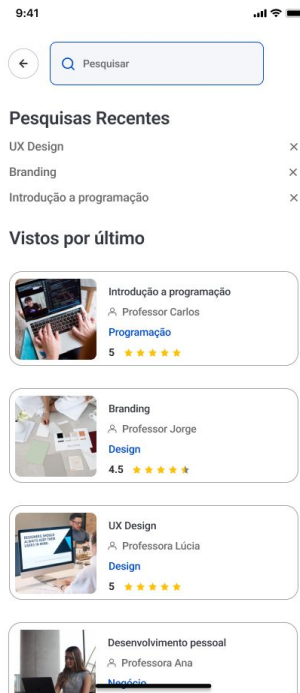 9:41
Pesquisar
Pesquisas Recentes
UX Design
Branding
Introdução a programação
Vistos por último
Introdução a programação
Professor Carlos
Programação
5
Branding
Professor Jorge
Design
4.5
UX Design
Professora Lúcia
Design
5
Desenvolvimento pessoal
Professora Ana
Negócio